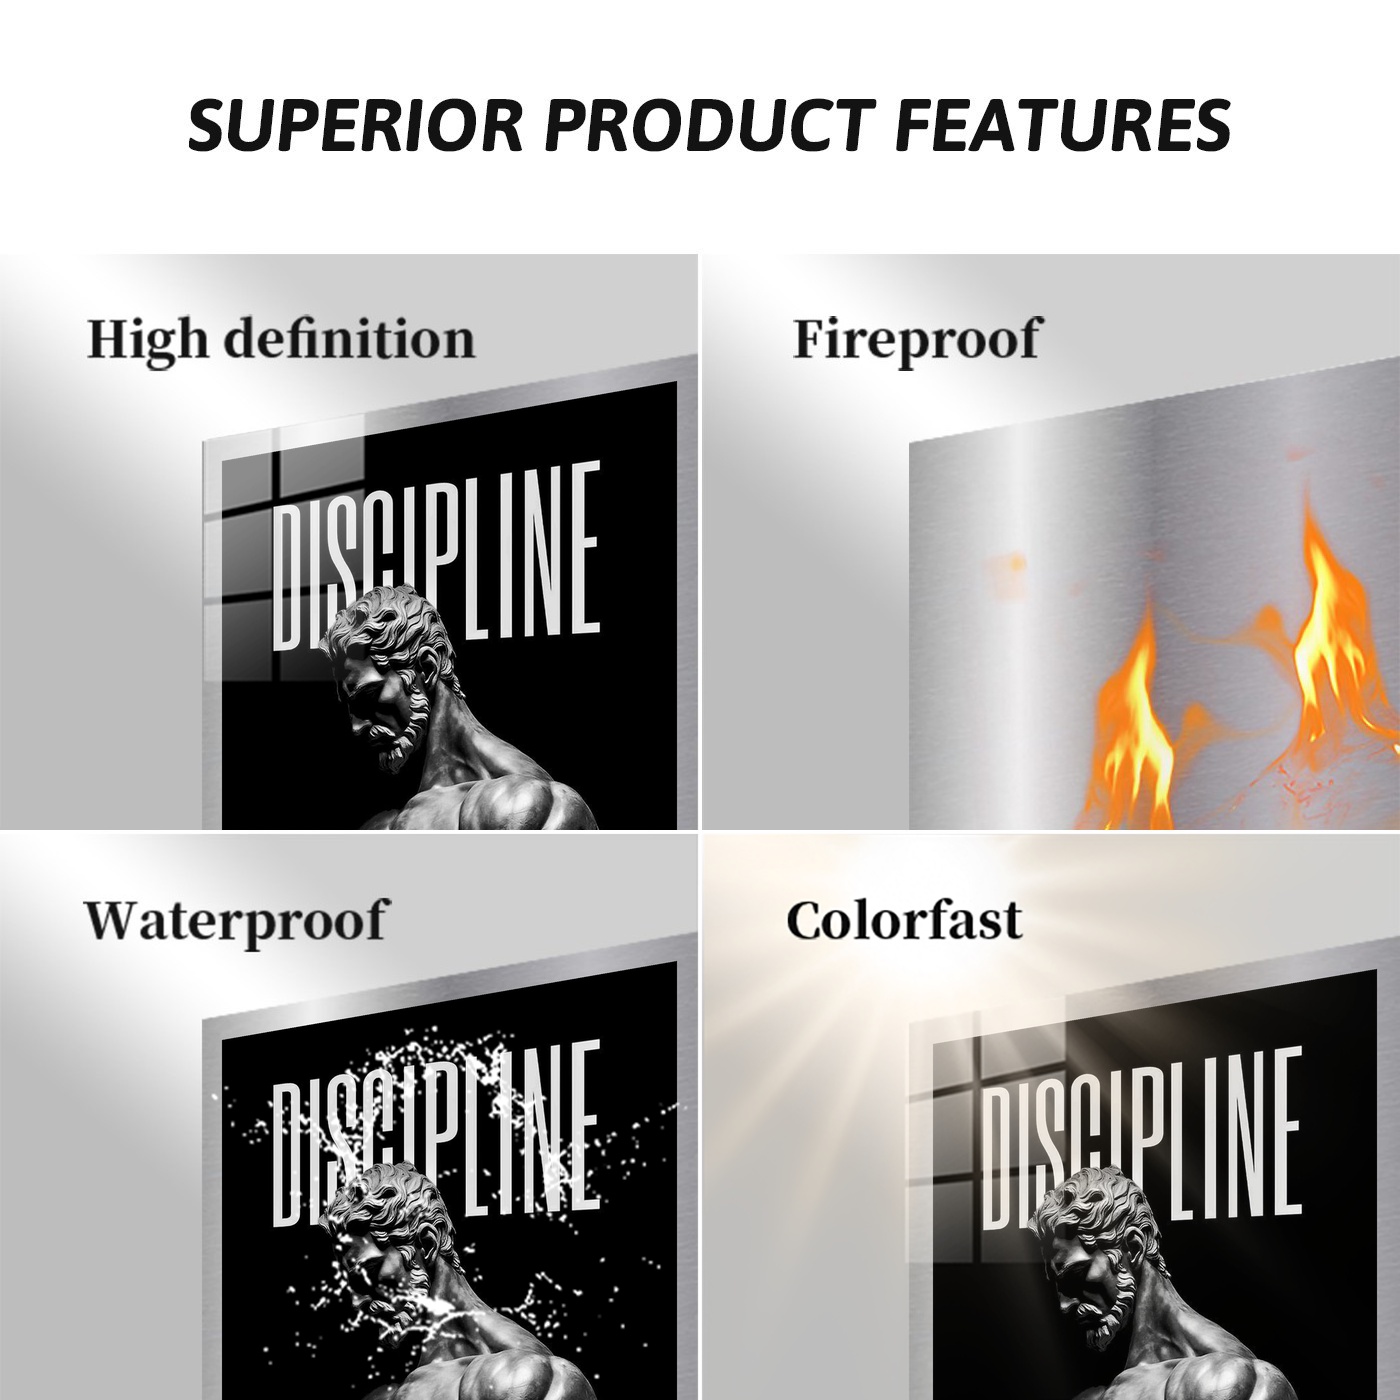 SUPERIOR PRODUCT FEATURES
High definition
Fireproof
DISCIPLINE
Waterproof
Colorfast
DISCIPLINE
DISCIPLINE